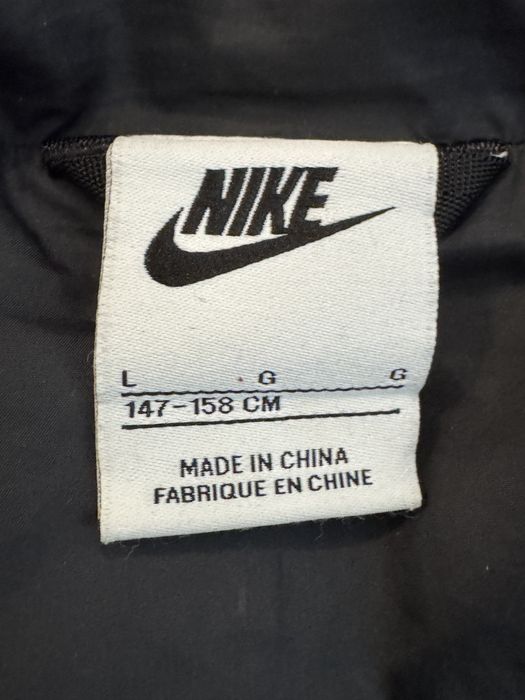 NIKE
L G G
147-158 CM
MADE IN CHINA
FABRIQUE EN CHINE